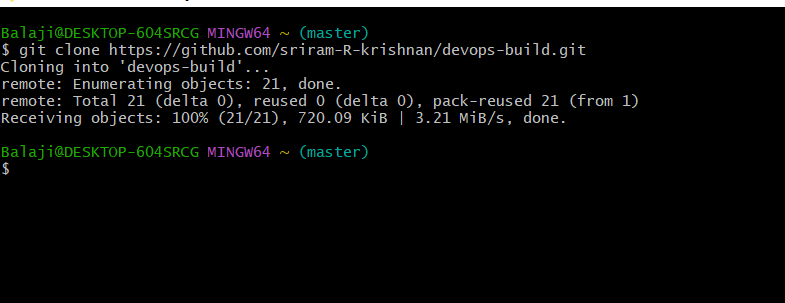 Balaji@DESKTOP-604SRCG MINGW64 ~ (master)
$ git clone https://github.com/sriram-R-krishnan/devops-build.git
Cloning into 'devops-build'...
remote: Enumerating objects: 21, done.
remote: Total 21 (delta 0), reused 0 (delta 0), pack-reused 21 (from 1)
Receiving objects: 100% (21/21), 720.09 KiB | 3.21 MiB/s, done.
Balaji@DESKTOP-604SRCG MINGW64 ~ (master)
$